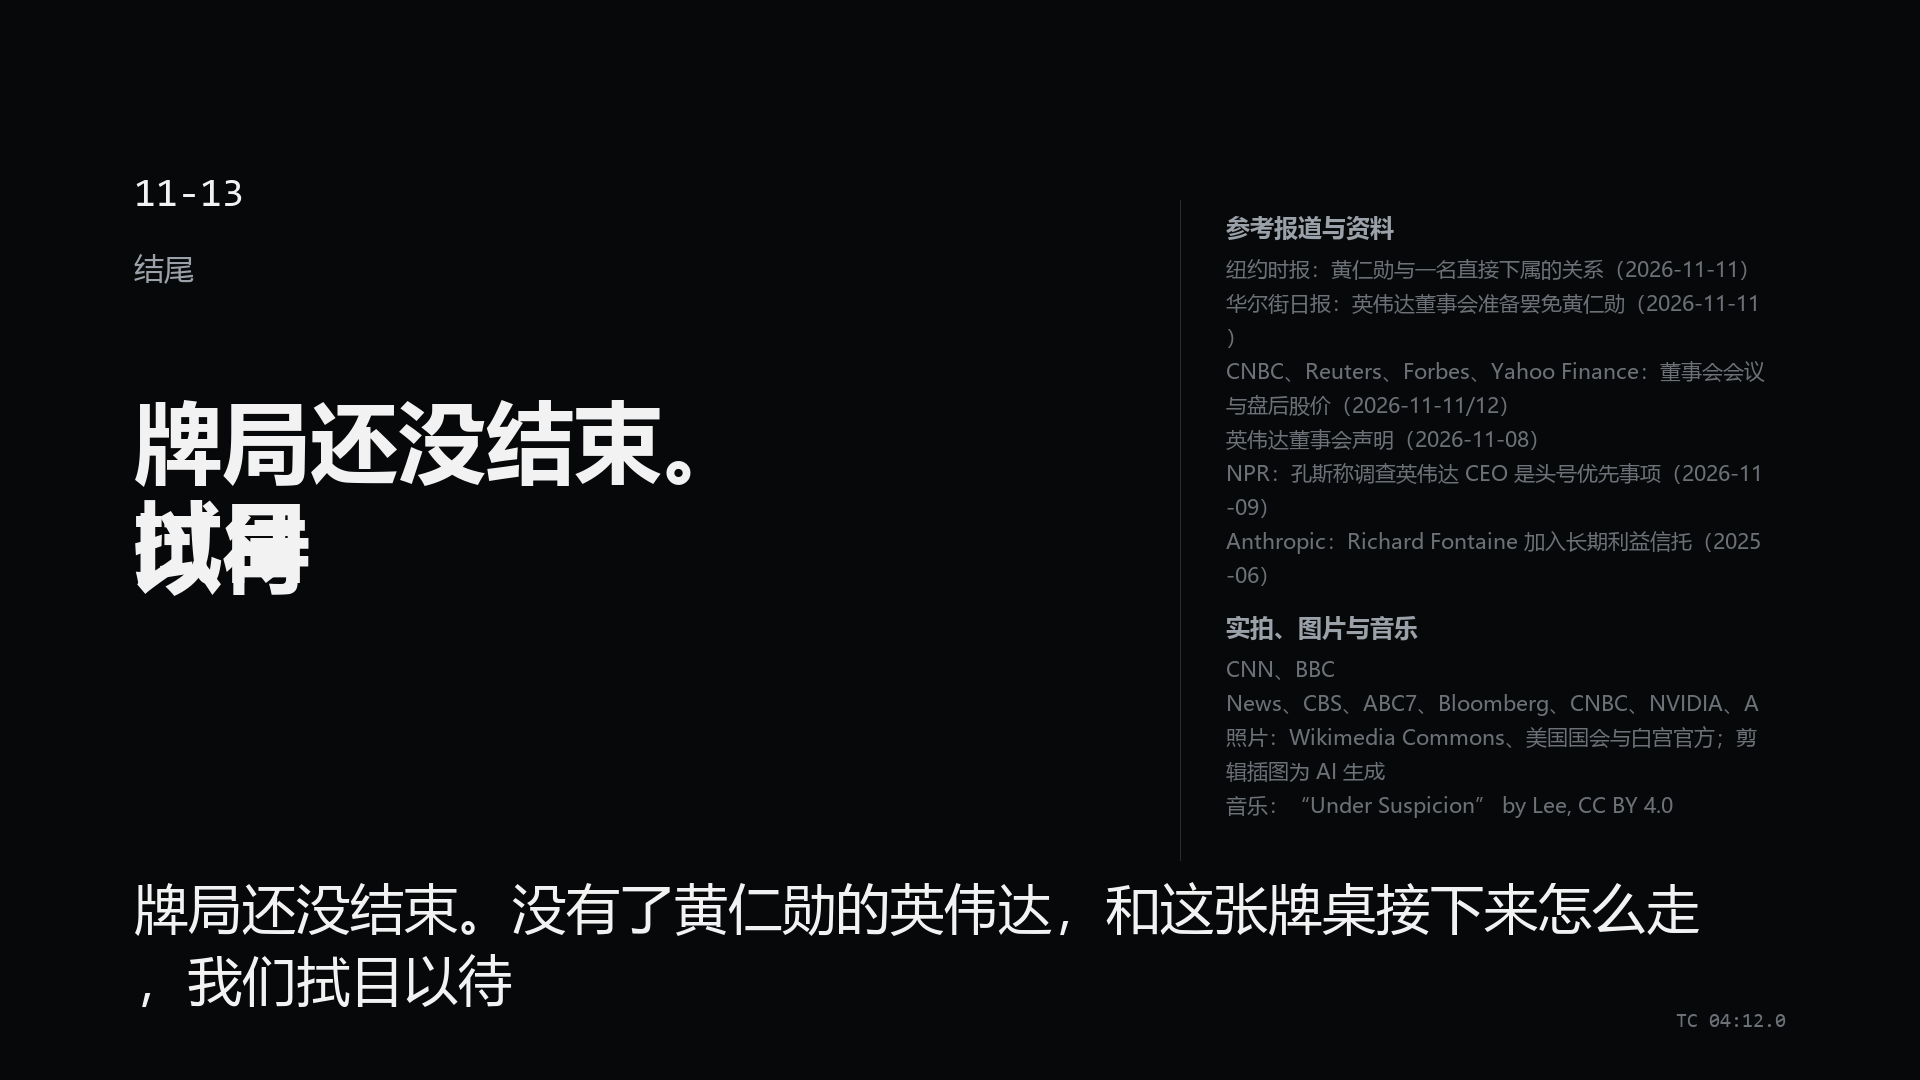 11-13
结尾
牌局还没结束。
参考报道与资料
纽约时报：黄仁勋与一名直接下属的关系（2026-11-11）
华尔街日报：英伟达董事会准备罢免黄仁勋（2026-11-11
）
CNBC、Reuters、Forbes、Yahoo Finance：董事会会议
与盘后股价（2026-11-11/12）
英伟达董事会声明（2026-11-08）
NPR：孔斯称调查英伟达 CEO 是头号优先事项（2026-11
-09）
Anthropic：Richard Fontaine 加入长期利益信托（2025
-06）
实拍、图片与音乐
CNN、BBC
News、CBS、ABC7、Bloomberg、CNBC、NVIDIA、A
照片：Wikimedia Commons、美国国会与白宫官方；剪
辑插图为 AI 生成
音乐：“Under Suspicion” by Lee, CC BY 4.0
牌局还没结束。没有了黄仁勋的英伟达，和这张牌桌接下来怎么走
，我们拭目以待
TC 04:12.0